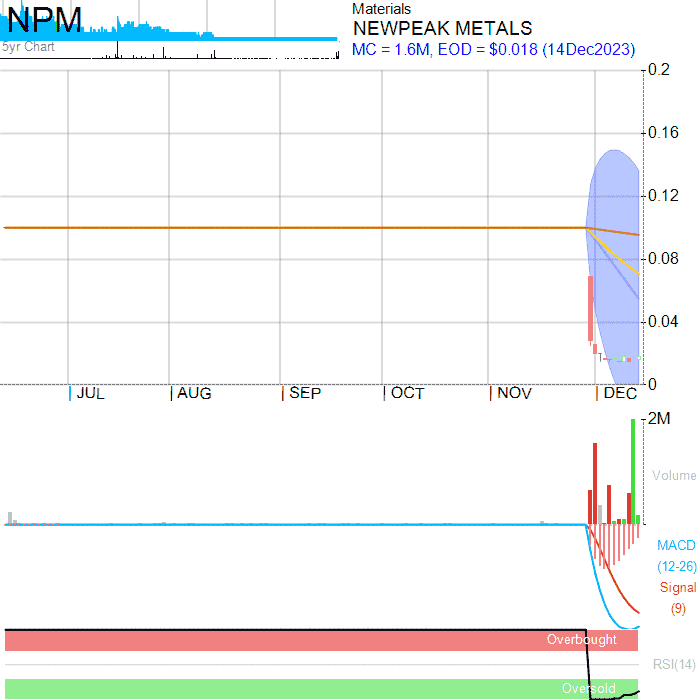 NPM
5yr Chart
Materials
NEWPEAK METALS
MC = 1.6M, EOD = $0.018 (14Dec2023)
0.2
0.16
0.12
0.08
0.04
0
JUL AUG SEP OCT NOV DEC
2M
Volume
MACD
(12-26)
Signal
(9)
Overbought
RSI(14)
Oversold